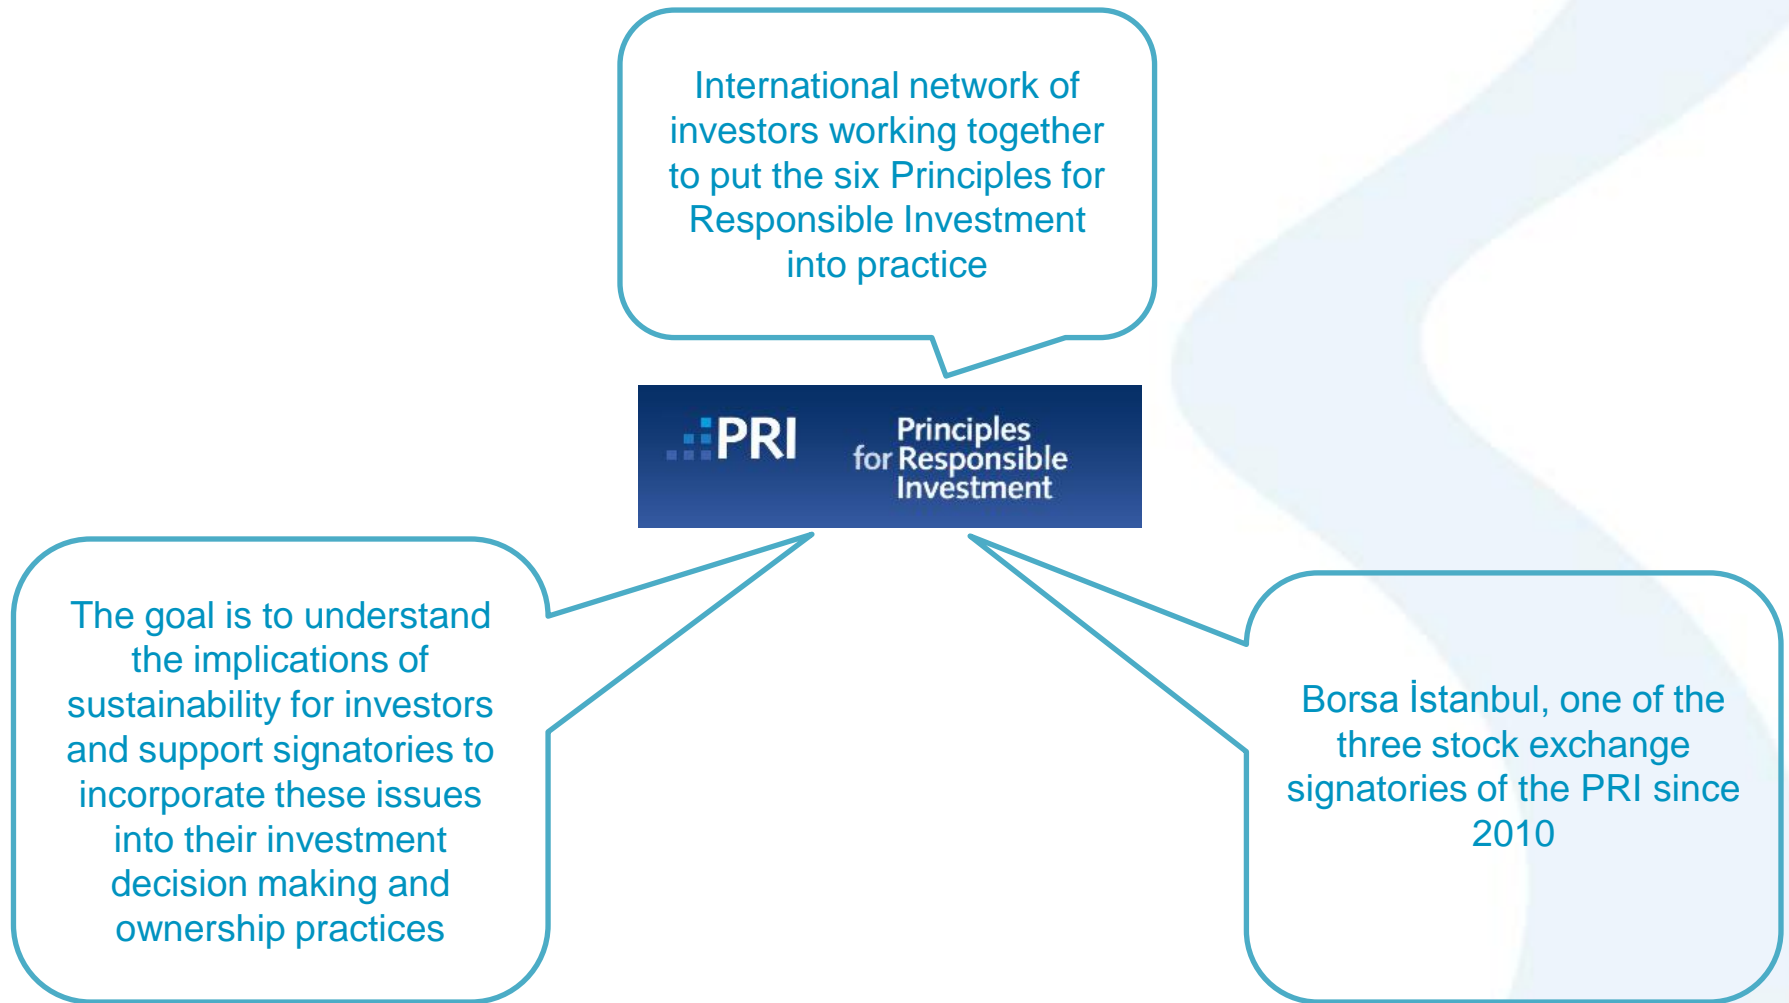 International network of
investors working together
to put the six Principles for
Responsible Investment
into practice
PRI
Principles
for Responsible
Investment
The goal is to understand
the implications of
sustainability for investors
and support signatories to
incorporate these issues
into their investment
decision making and
ownership practices
Borsa İstanbul, one of the
three stock exchange
signatories of the PRI since
2010